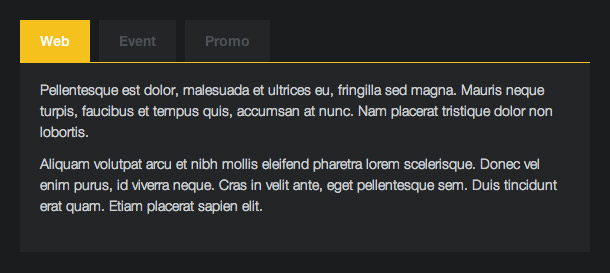 Web Event Promo
Pellentesque est dolor, malesuada et ultrices eu, fringilla sed magna. Mauris neque
turpis, faucibus et tempus quis, accumsan at nunc. Nam placerat tristique dolor non
lobortis.
Aliquam volutpat arcu et nibh mollis eleifend pharetra lorem scelerisque. Donec vel
enim purus, id viverra neque. Cras in velit ante, eget pellentesque sem. Duis tincidunt
erat quam. Etiam placerat sapien elit.